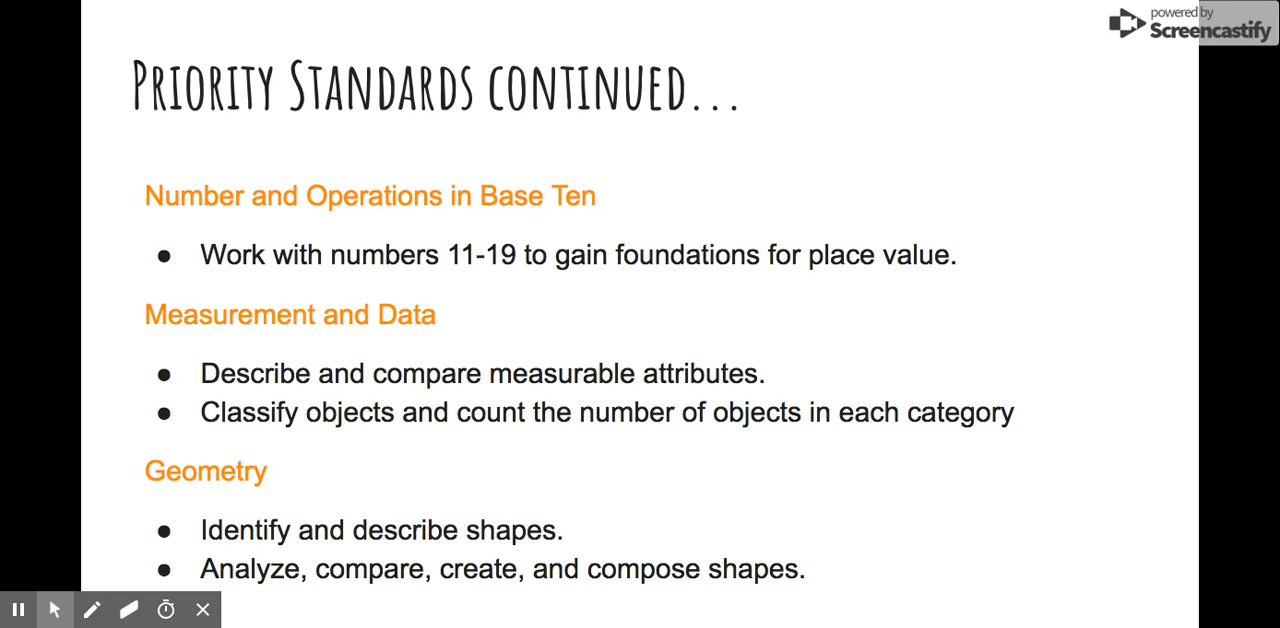 powered by
Screencastify
Priority Standards continued...
Number and Operations in Base Ten
● Work with numbers 11-19 to gain foundations for place value.
Measurement and Data
● Describe and compare measurable attributes.
● Classify objects and count the number of objects in each category
Geometry
● Identify and describe shapes.
● Analyze, compare, create, and compose shapes.